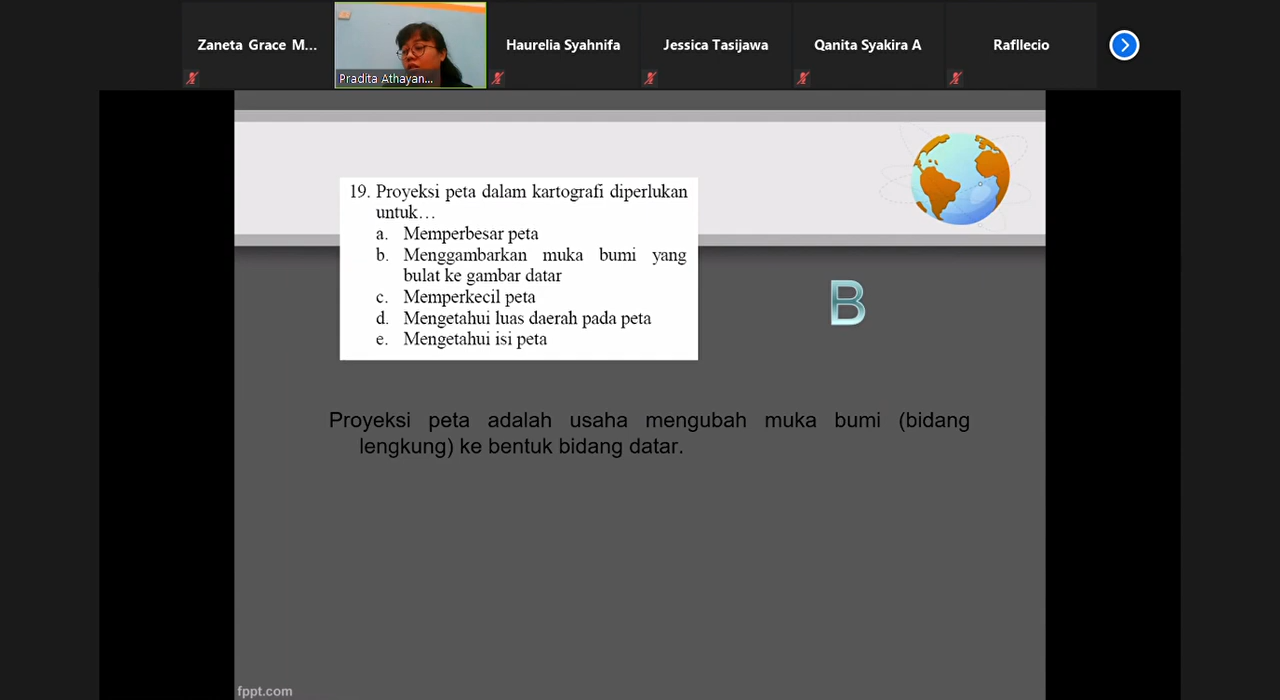 Zaneta Grace M...
Pradita Athayan...
Haurelia Syahnifa
Jessica Tasijawa
Qanita Syakira A
Rafllecio
19. Proyeksi peta dalam kartografi diperlukan
untuk…
a. Memperbesar peta
b. Menggambarkan muka bumi yang
bulat ke gambar datar
c. Memperkecil peta
d. Mengetahui luas daerah pada peta
e. Mengetahui isi peta
B
Proyeksi peta adalah usaha mengubah muka bumi (bidang
lengkung) ke bentuk bidang datar.
fppt.com